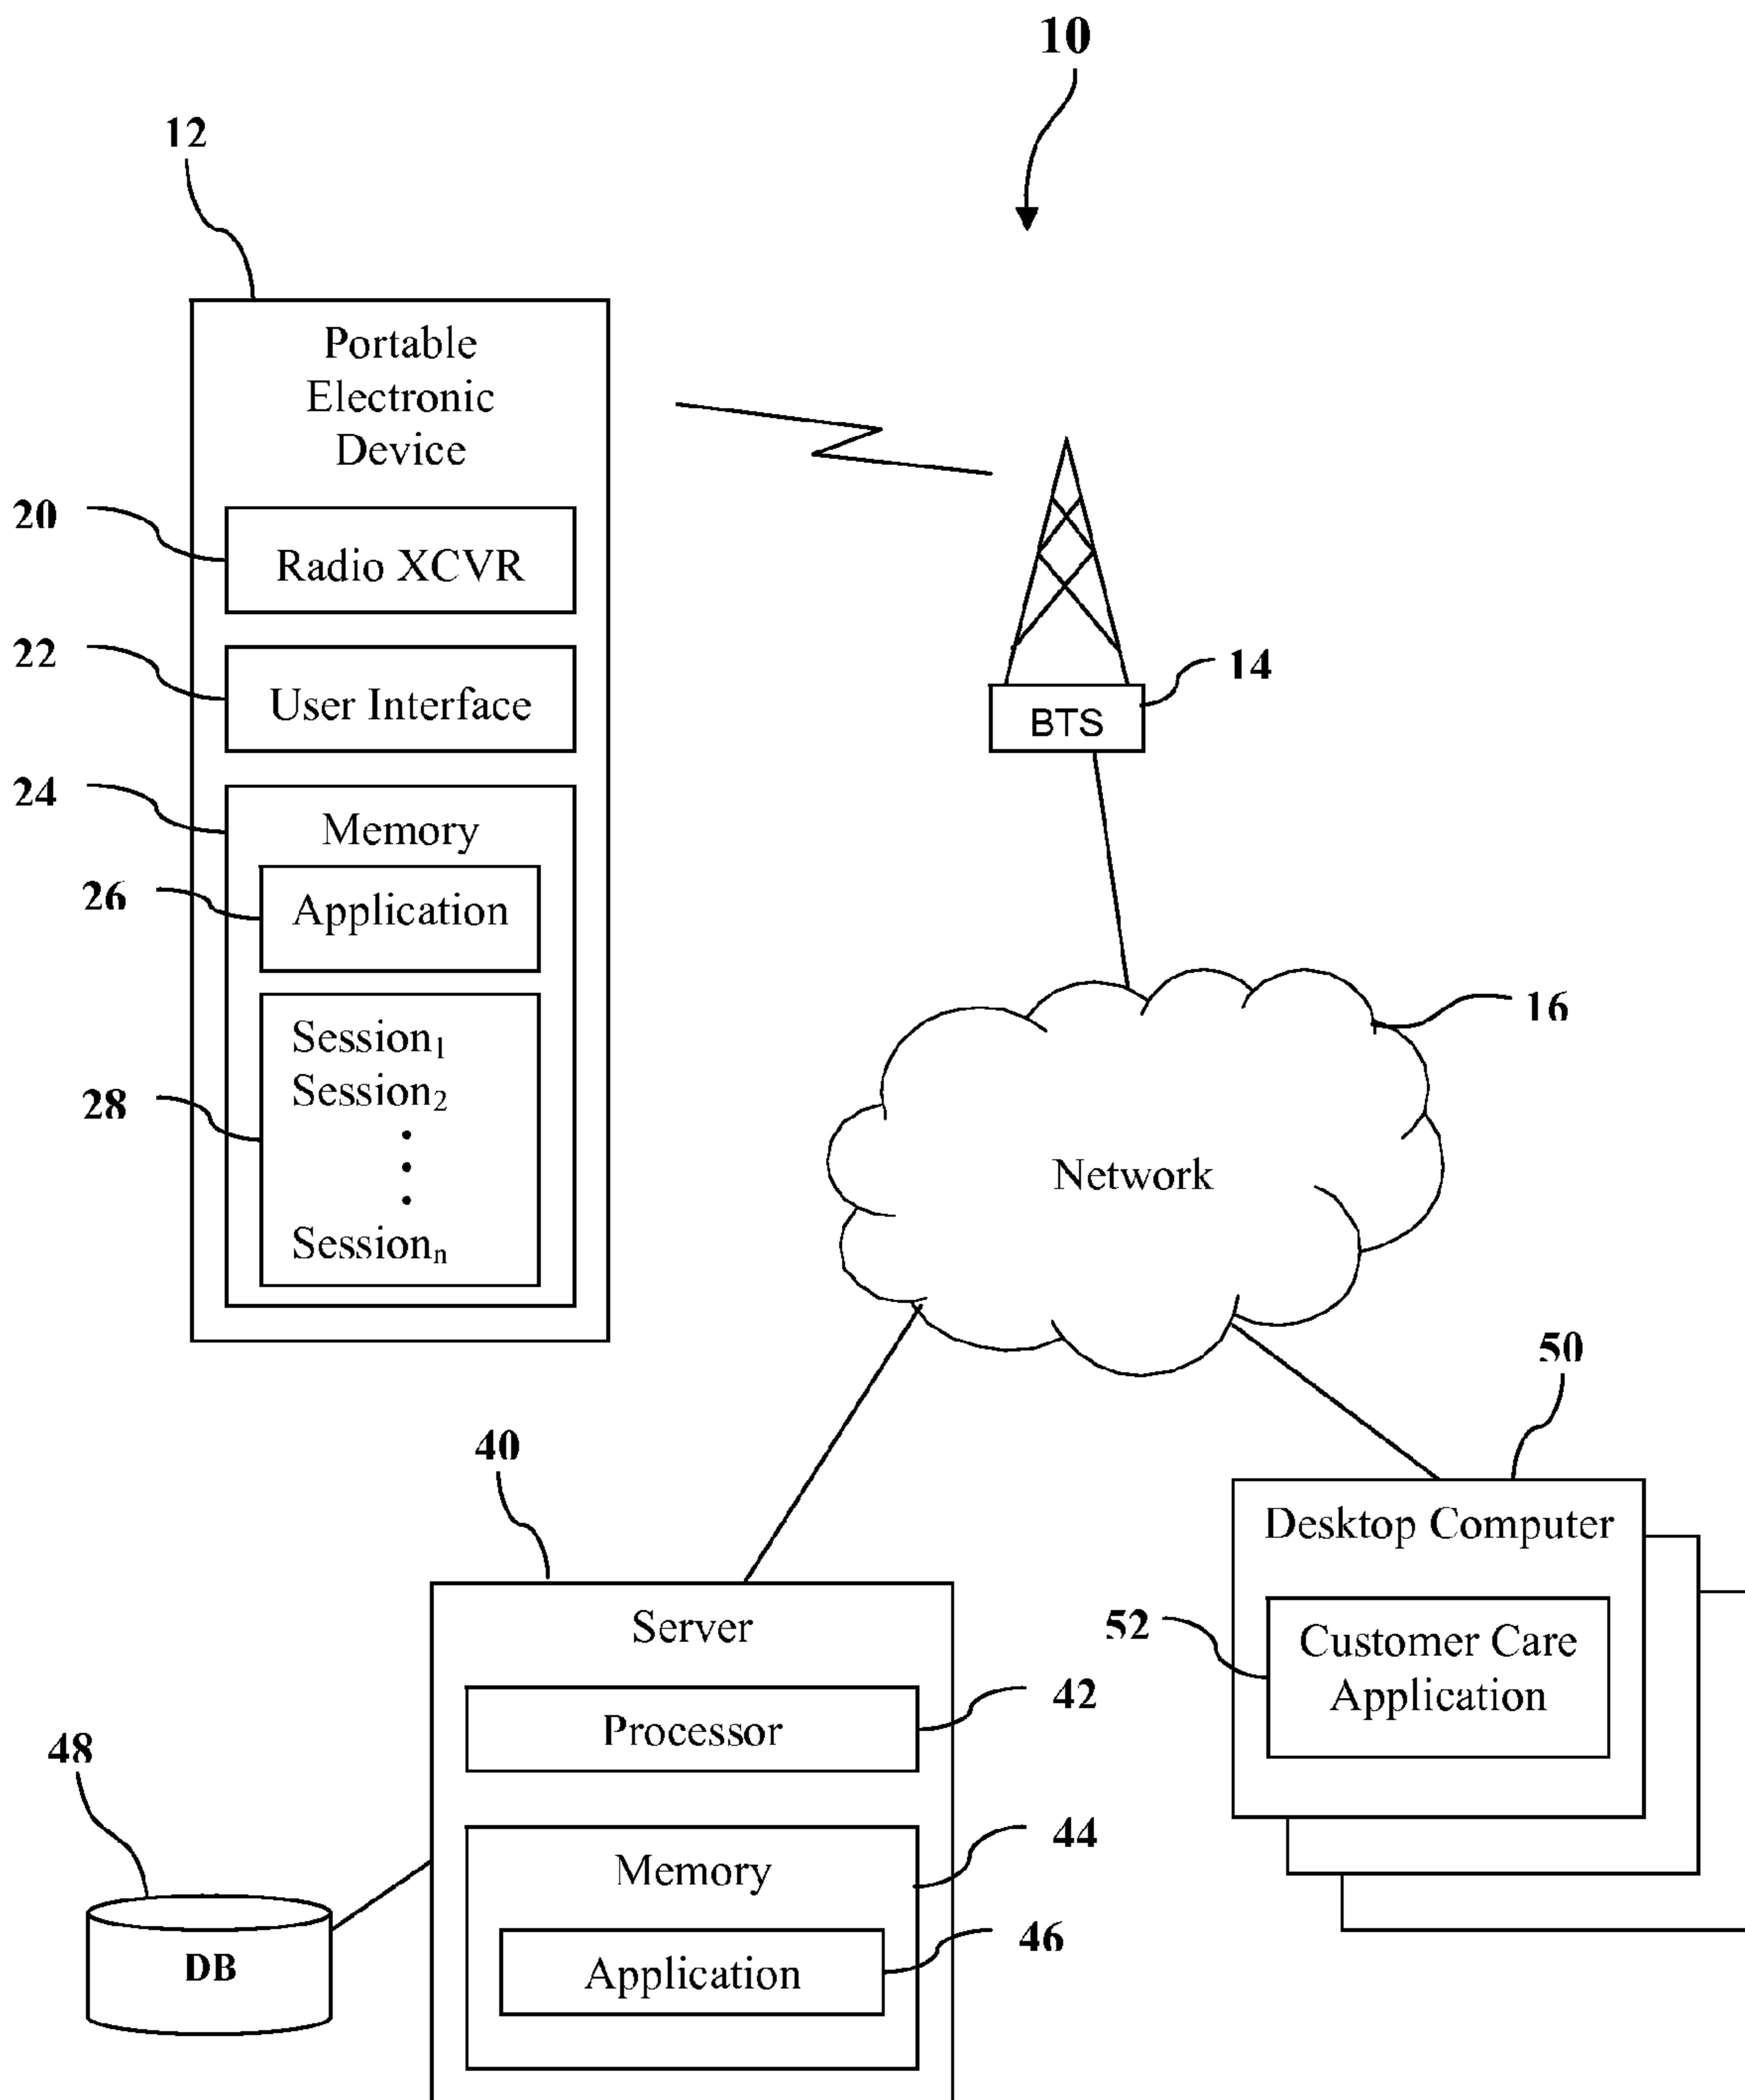 10
12
Portable
Electronic
Device
20
Radio XCVR
22
User Interface
24
Memory
26
Application
28
Session1
Session2
Sessionn
14
BTS
16
Network
40
Server
42
Processor
44
Memory
46
Application
48
DB
50
Desktop Computer
52
Customer Care
Application